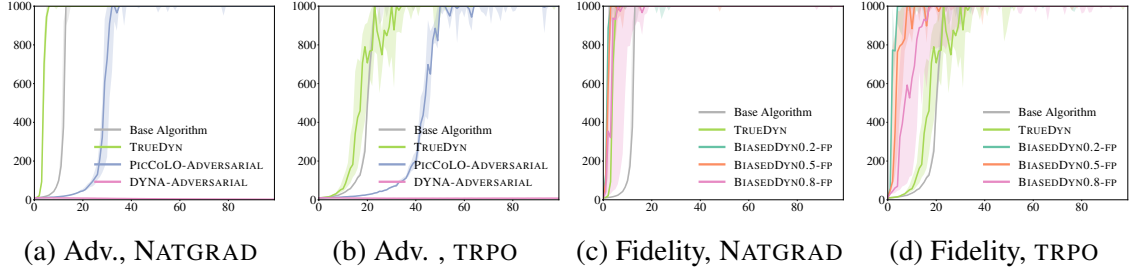 1000
800
600
400
200
0
0 20 40 60 80
Base Algorithm
TRUEDYN
PICCOLO-ADVERSARIAL
DYNA-ADVERSARIAL
(a) Adv., NATGRAD
1000
800
600
400
200
0
0 20 40 60 80
Base Algorithm
TRUEDYN
PICCOLO-ADVERSARIAL
DYNA-ADVERSARIAL
(b) Adv. , TRPO
1000
800
600
400
200
0
0 20 40 60 80
Base Algorithm
TRUEDYN
BIASEDDYN0.2-FP
BIASEDDYN0.5-FP
BIASEDDYN0.8-FP
(c) Fidelity, NATGRAD
1000
800
600
400
200
0
0 20 40 60 80
Base Algorithm
TRUEDYN
BIASEDDYN0.2-FP
BIASEDDYN0.5-FP
BIASEDDYN0.8-FP
(d) Fidelity, TRPO